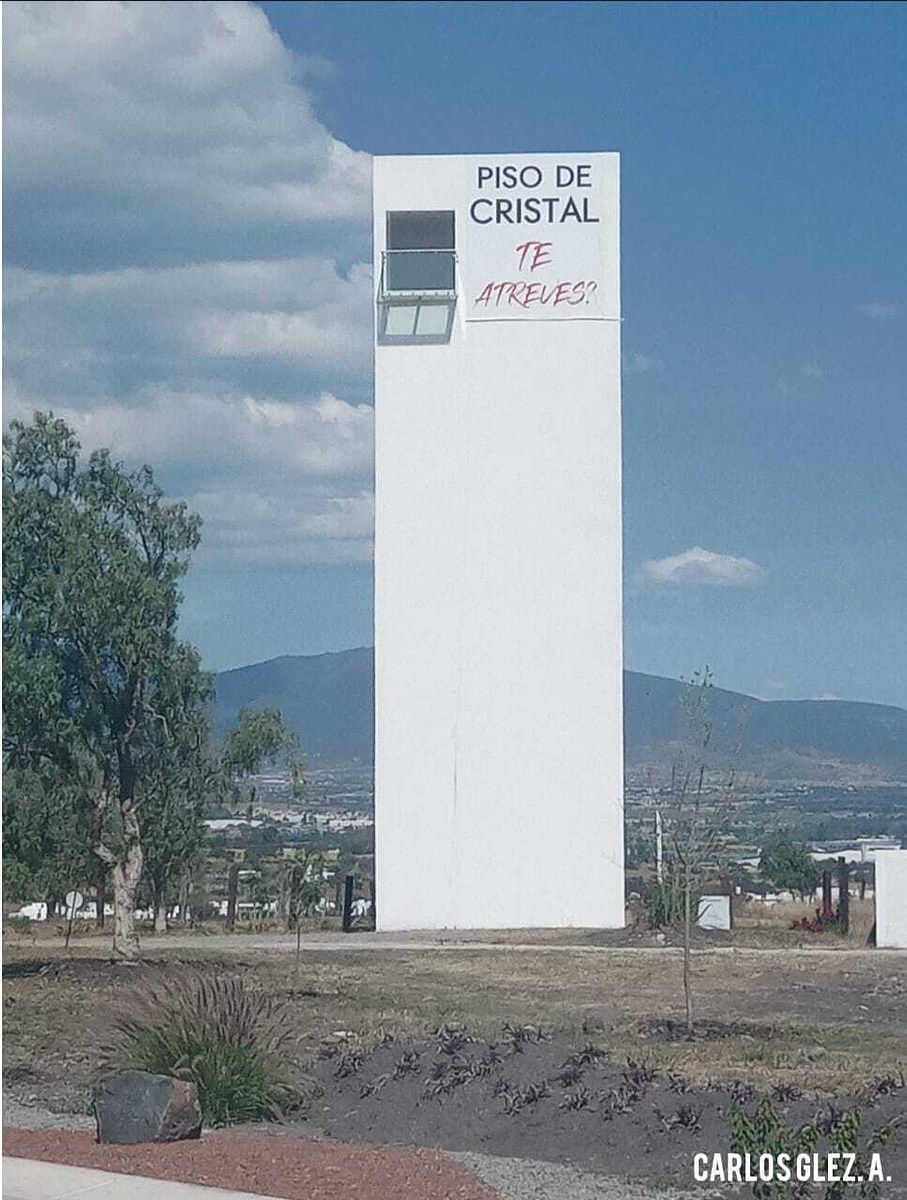 PISO DE
CRISTAL
TE
ATREVES?
CARLOS GLEZ. A.